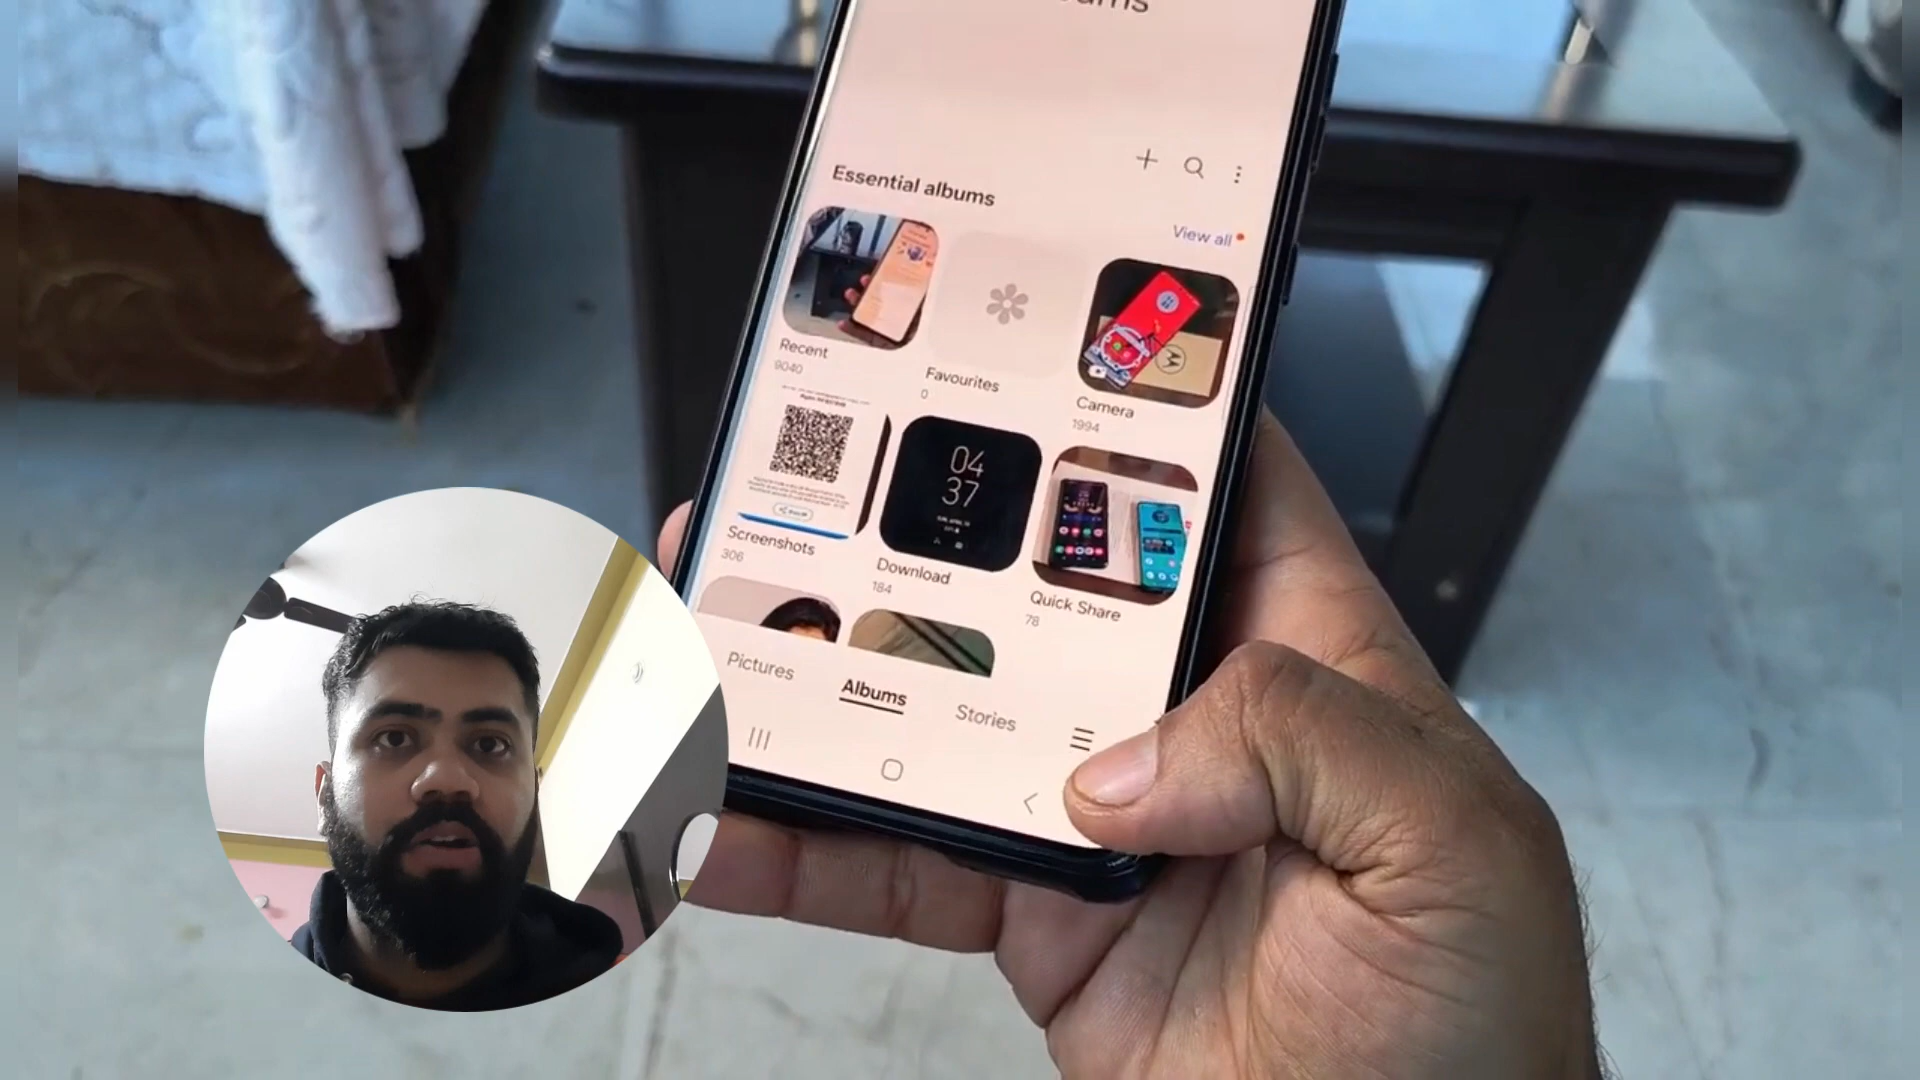 Essential albums
View all
Recent
9040
Favourites
0
Camera
1994
Screenshots
306
04
37
Download
184
Quick Share
78
Pictures
Albums
Stories